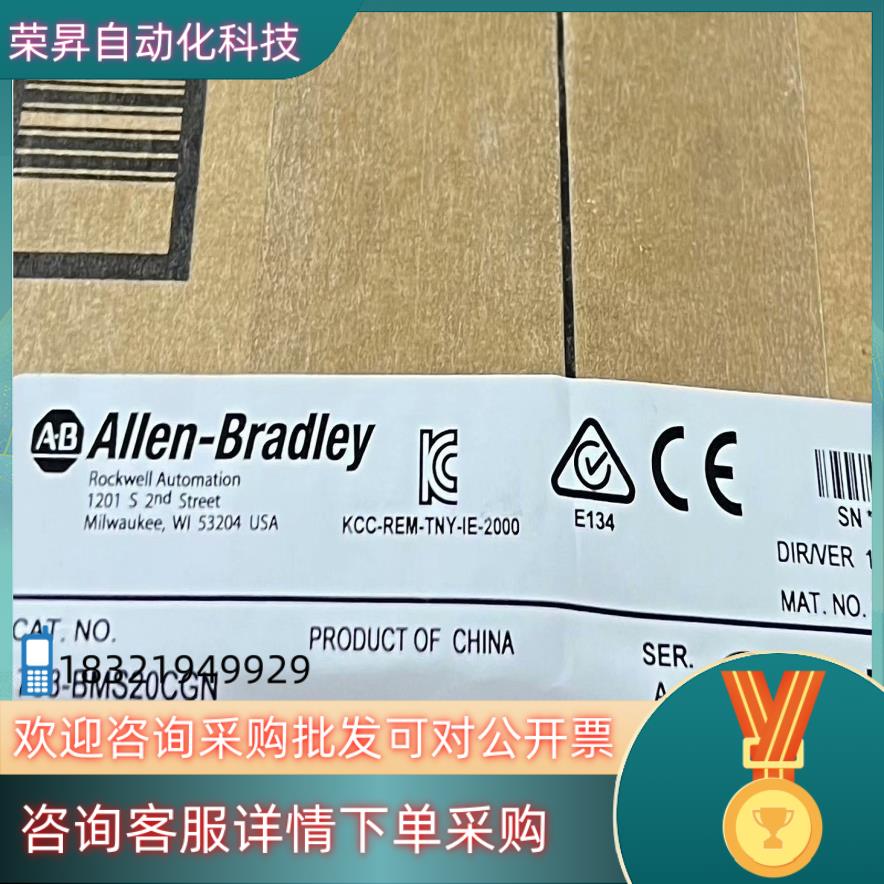 荣昇自动化科技
A·B Allen-Bradley
Rockwell Automation
1201 S 2nd Street
Milwaukee, WI 53204 USA
KCC-REM-TNY-IE-2000
E134
CE
SN
DIR/VER 1
MAT. NO.
CAT. NO.
PRODUCT OF CHINA
SER.
A
18321949929
-BMS20CGN
欢迎咨询采购批发可对公开票
咨询客服详情下单采购